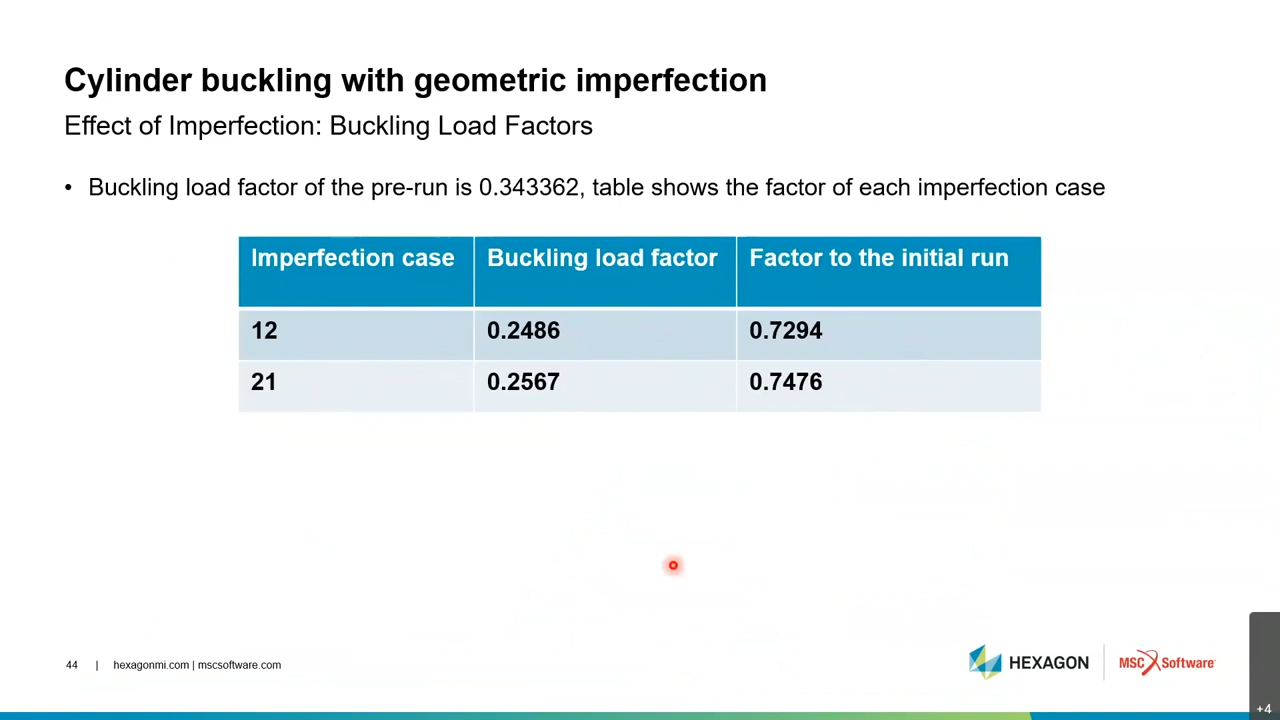 Cylinder buckling with geometric imperfection
Effect of Imperfection: Buckling Load Factors
• Buckling load factor of the pre-run is 0.343362, table shows the factor of each imperfection case
Imperfection case Buckling load factor Factor to the initial run
12 0.2486 0.7294
21 0.2567 0.7476
44 | hexagonmi.com | mscsoftware.com
HEXAGON MSC Software
+4